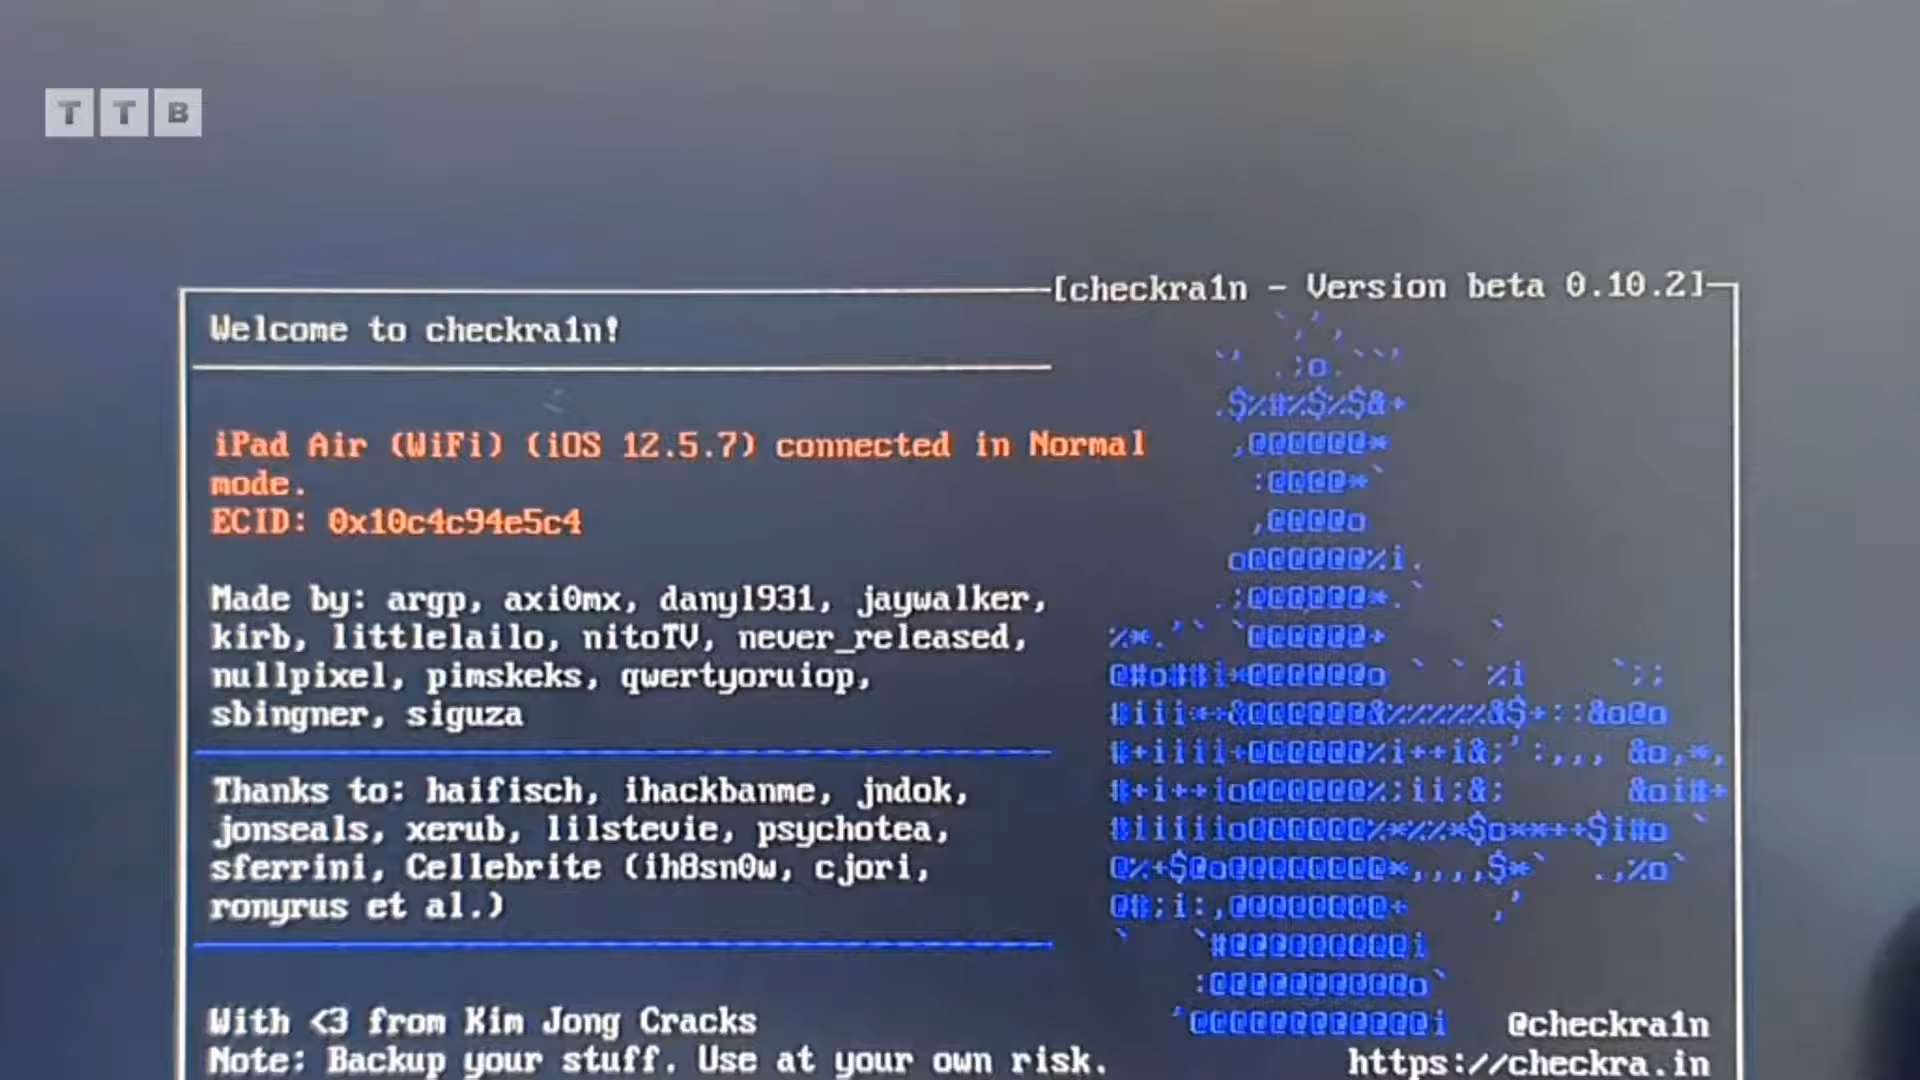 TTB
[checkra1n - Version beta 0.10.2]
Welcome to checkra1n!
iPad Air (WiFi) (iOS 12.5.7) connected in Normal
mode.
ECID: 0x10c4c94e5c4
Made by: argp, axi0mx, danyl931, jaywalker,
kirb, littlelailo, nitoTV, never_released,
nullpixel, pimskeks, qwertyoruiop,
sbingner, siguza
Thanks to: haifisch, ihackbanme, jndok,
jonseals, xerub, lilstevie, psychotea,
sferrini, Cellebrite (ih8sn0w, cjori,
ronyrus et al.)
With <3 from Kim Jong Cracks
@checkra1n
Note: Backup your stuff. Use at your own risk.
https://checkra.in